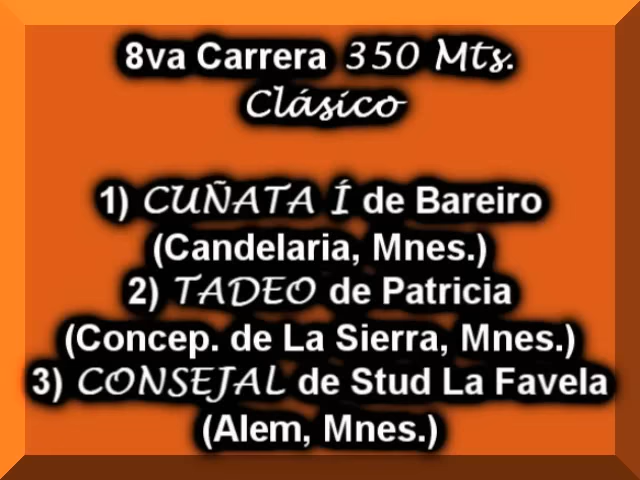 8va Carrera 350 Mts.
Clásico
1) CUÑATA Í de Bareiro
(Candelaria, Mnes.)
2) TADEO de Patricia
(Concep. de La Sierra, Mnes.)
3) CONSEJAL de Stud La Favela
(Alem, Mnes.)